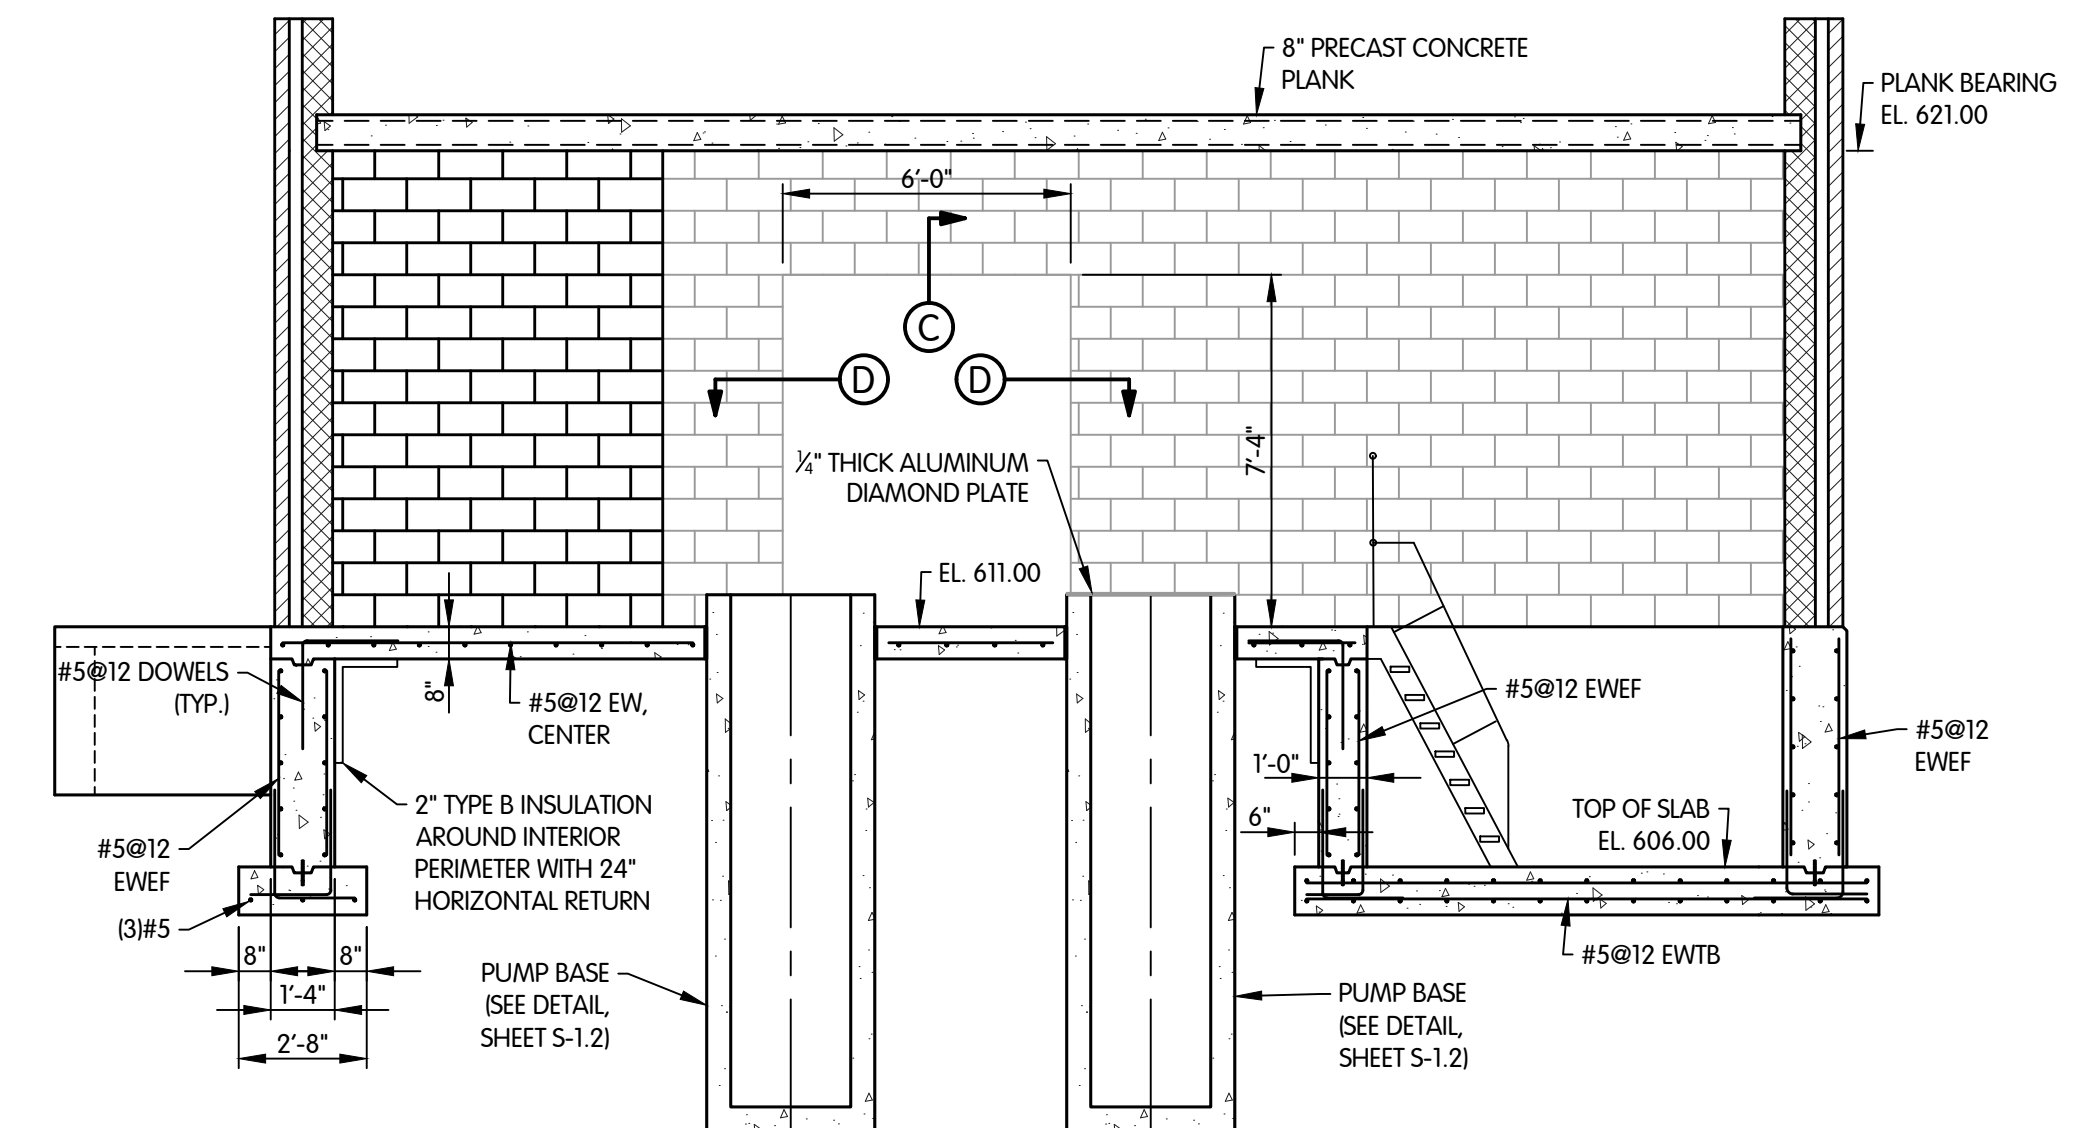 8" PRECAST CONCRETE
PLANK
PLANK BEARING
EL. 621.00
6'-0"
C
D
D
7'-4"
¼" THICK ALUMINUM
DIAMOND PLATE
EL. 611.00
#5@12 DOWELS
(TYP.)
8"
#5@12 EW,
CENTER
#5@12 EWEF
#5@12
EWEF
1'-0"
6"
TOP OF SLAB
EL. 606.00
2" TYPE B INSULATION
AROUND INTERIOR
PERIMETER WITH 24"
HORIZONTAL RETURN
#5@12
EWEF
(3)#5
8"
8"
1'-4"
2'-8"
PUMP BASE
(SEE DETAIL,
SHEET S-1.2)
PUMP BASE
(SEE DETAIL,
SHEET S-1.2)
#5@12 EWTB